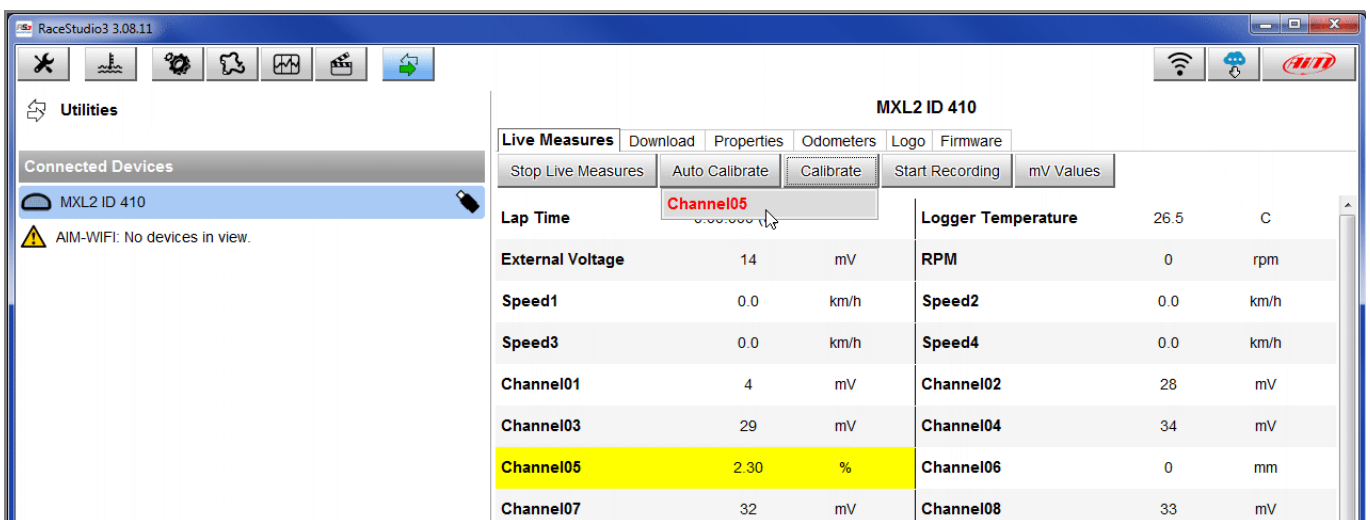 RS3 RaceStudio3 3.08.11
AiM
Utilities
MXL2 ID 410
Live Measures Download Properties Odometers Logo Firmware
Connected Devices
Stop Live Measures Auto Calibrate Calibrate Start Recording mV Values
MXL2 ID 410
Channel05
Lap Time Logger Temperature 26.5 C
AIM-WIFI: No devices in view.
External Voltage 14 mV RPM 0 rpm
Speed1 0.0 km/h Speed2 0.0 km/h
Speed3 0.0 km/h Speed4 0.0 km/h
Channel01 4 mV Channel02 28 mV
Channel03 29 mV Channel04 34 mV
Channel05 2.30 % Channel06 0 mm
Channel07 32 mV Channel08 33 mV